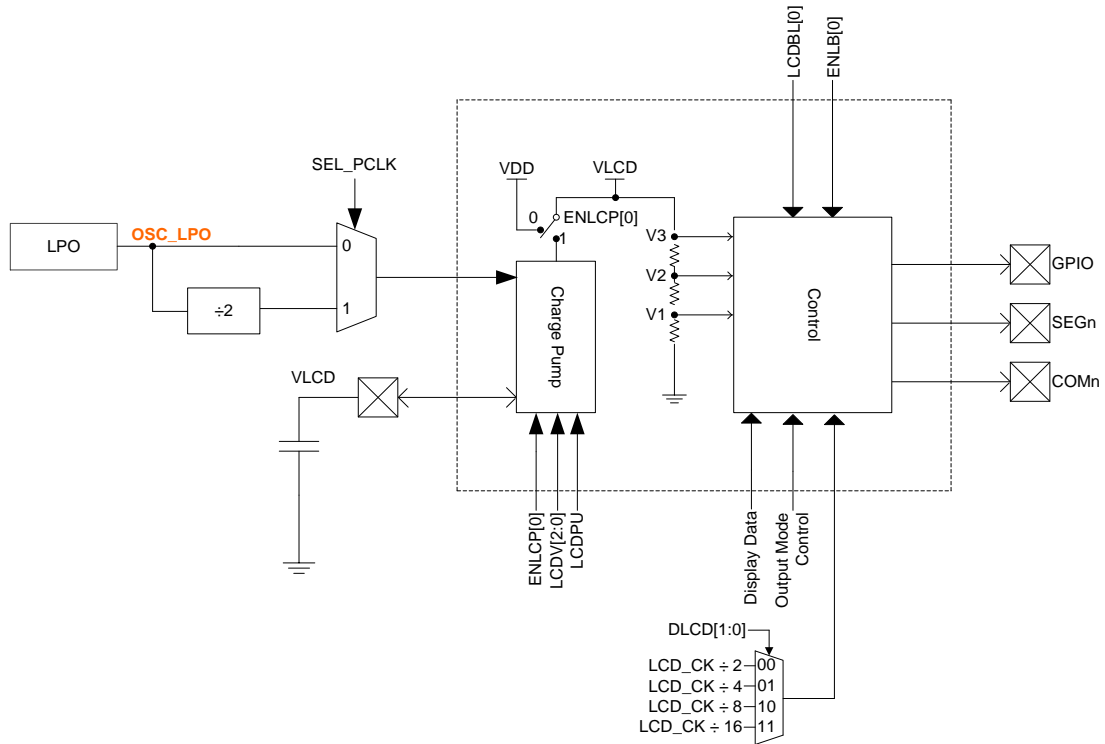 LCDBL[0]
ENLB[0]
SEL_PCLK
VDD
VLCD
0
ENLCP[0]
1
LPO
OSC_LPO
0
÷2
1
V3
V2
V1
Charge Pump
Control
GPIO
SEGn
COMn
VLCD
ENLCP[0]
LCDV[2:0]
LCDPU
Display Data
Output Mode
Control
DLCD[1:0]
LCD_CK ÷ 2 00
LCD_CK ÷ 4 01
LCD_CK ÷ 8 10
LCD_CK ÷ 16 11